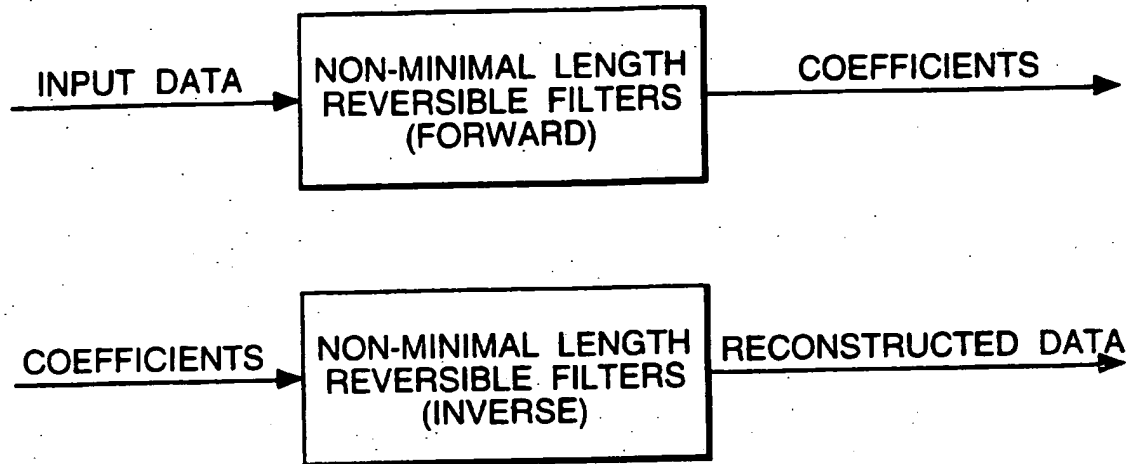 INPUT DATA
NON-MINIMAL LENGTH
REVERSIBLE FILTERS
(FORWARD)
COEFFICIENTS
COEFFICIENTS
NON-MINIMAL LENGTH
REVERSIBLE FILTERS
(INVERSE)
RECONSTRUCTED DATA